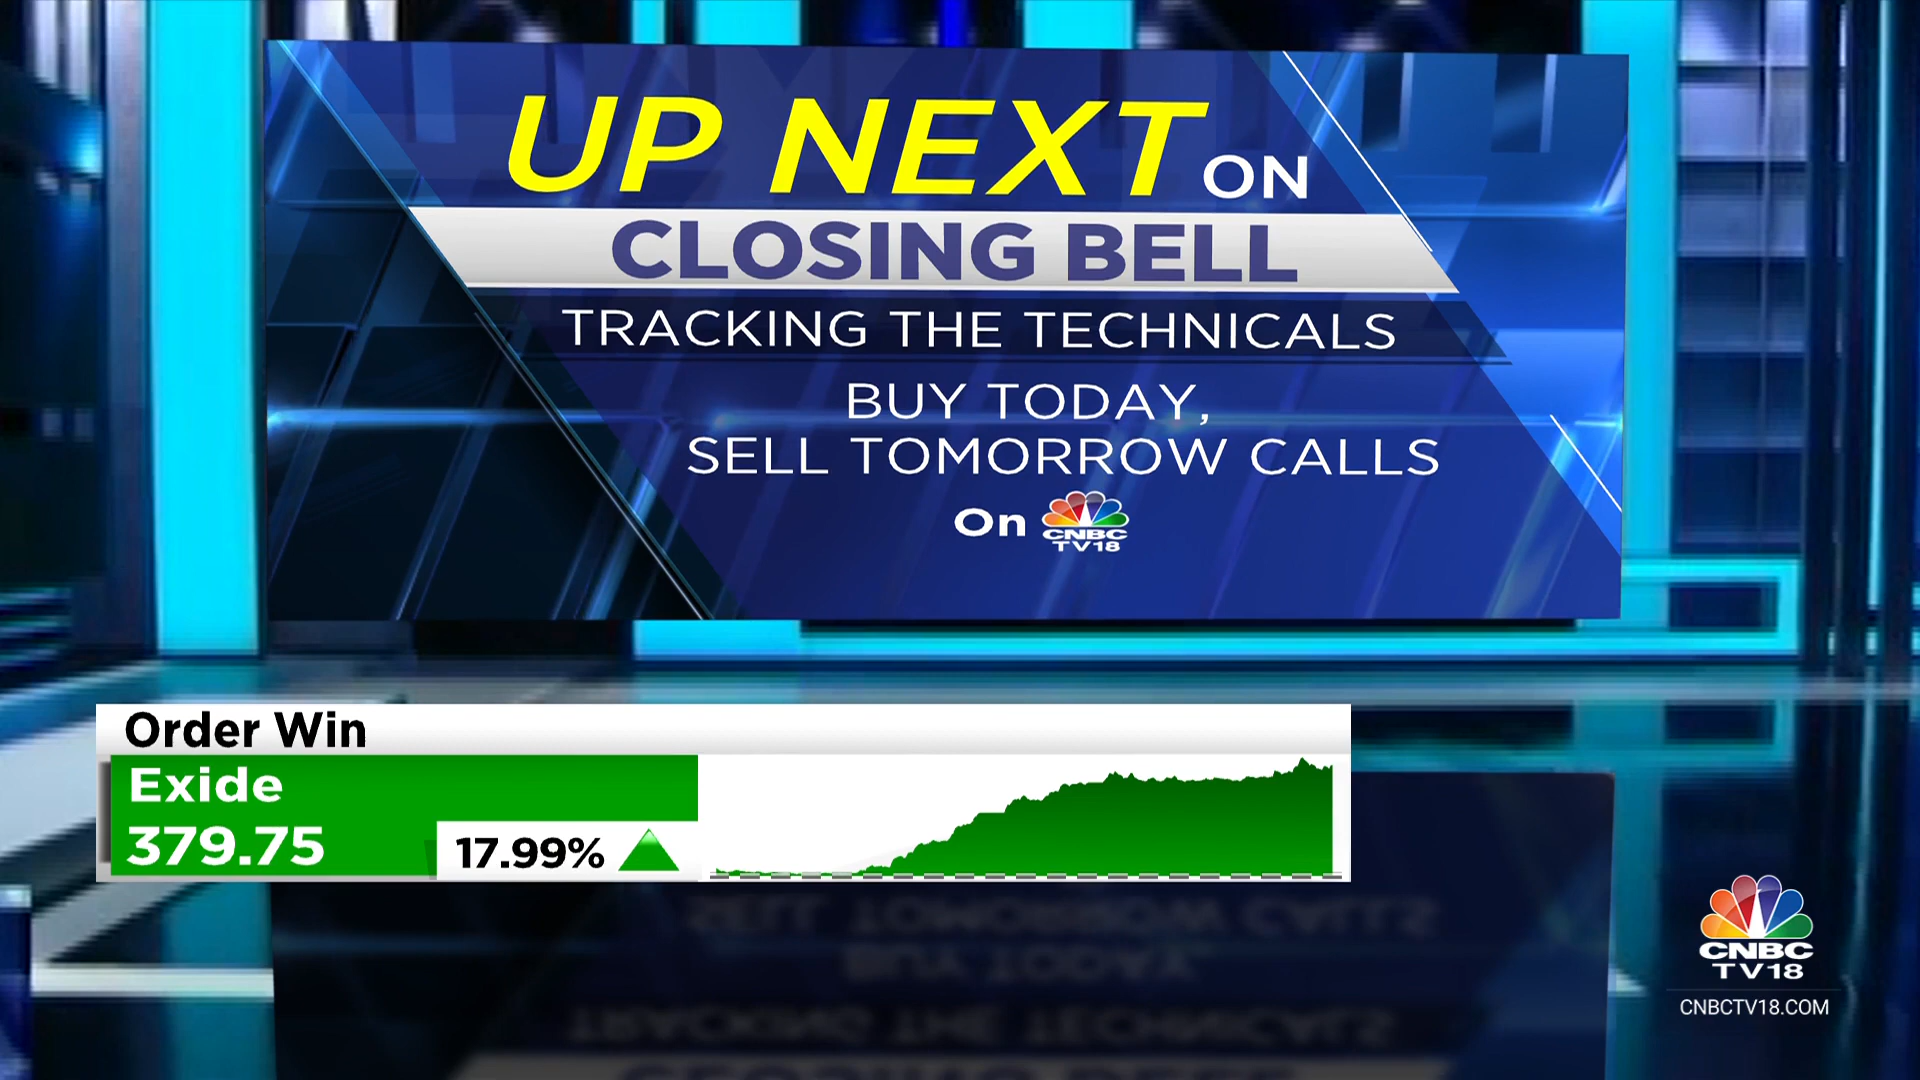 UP NEXT ON
CLOSING BELL
TRACKING THE TECHNICALS
BUY TODAY,
SELL TOMORROW CALLS
On CNBC
TV18
Order Win
Exide
379.75
17.99%
CNBC
TV18
CNBCTV18.COM